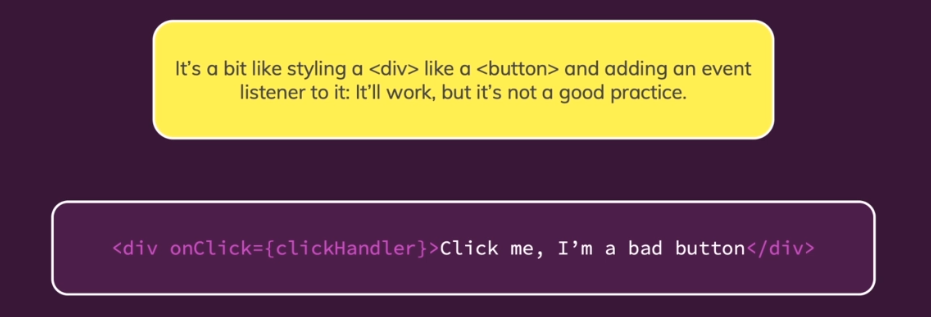 It’s a bit like styling a <div> like a <button> and adding an event
listener to it: It’ll work, but it’s not a good practice.
<div onClick={clickHandler}>Click me, I’m a bad button</div>